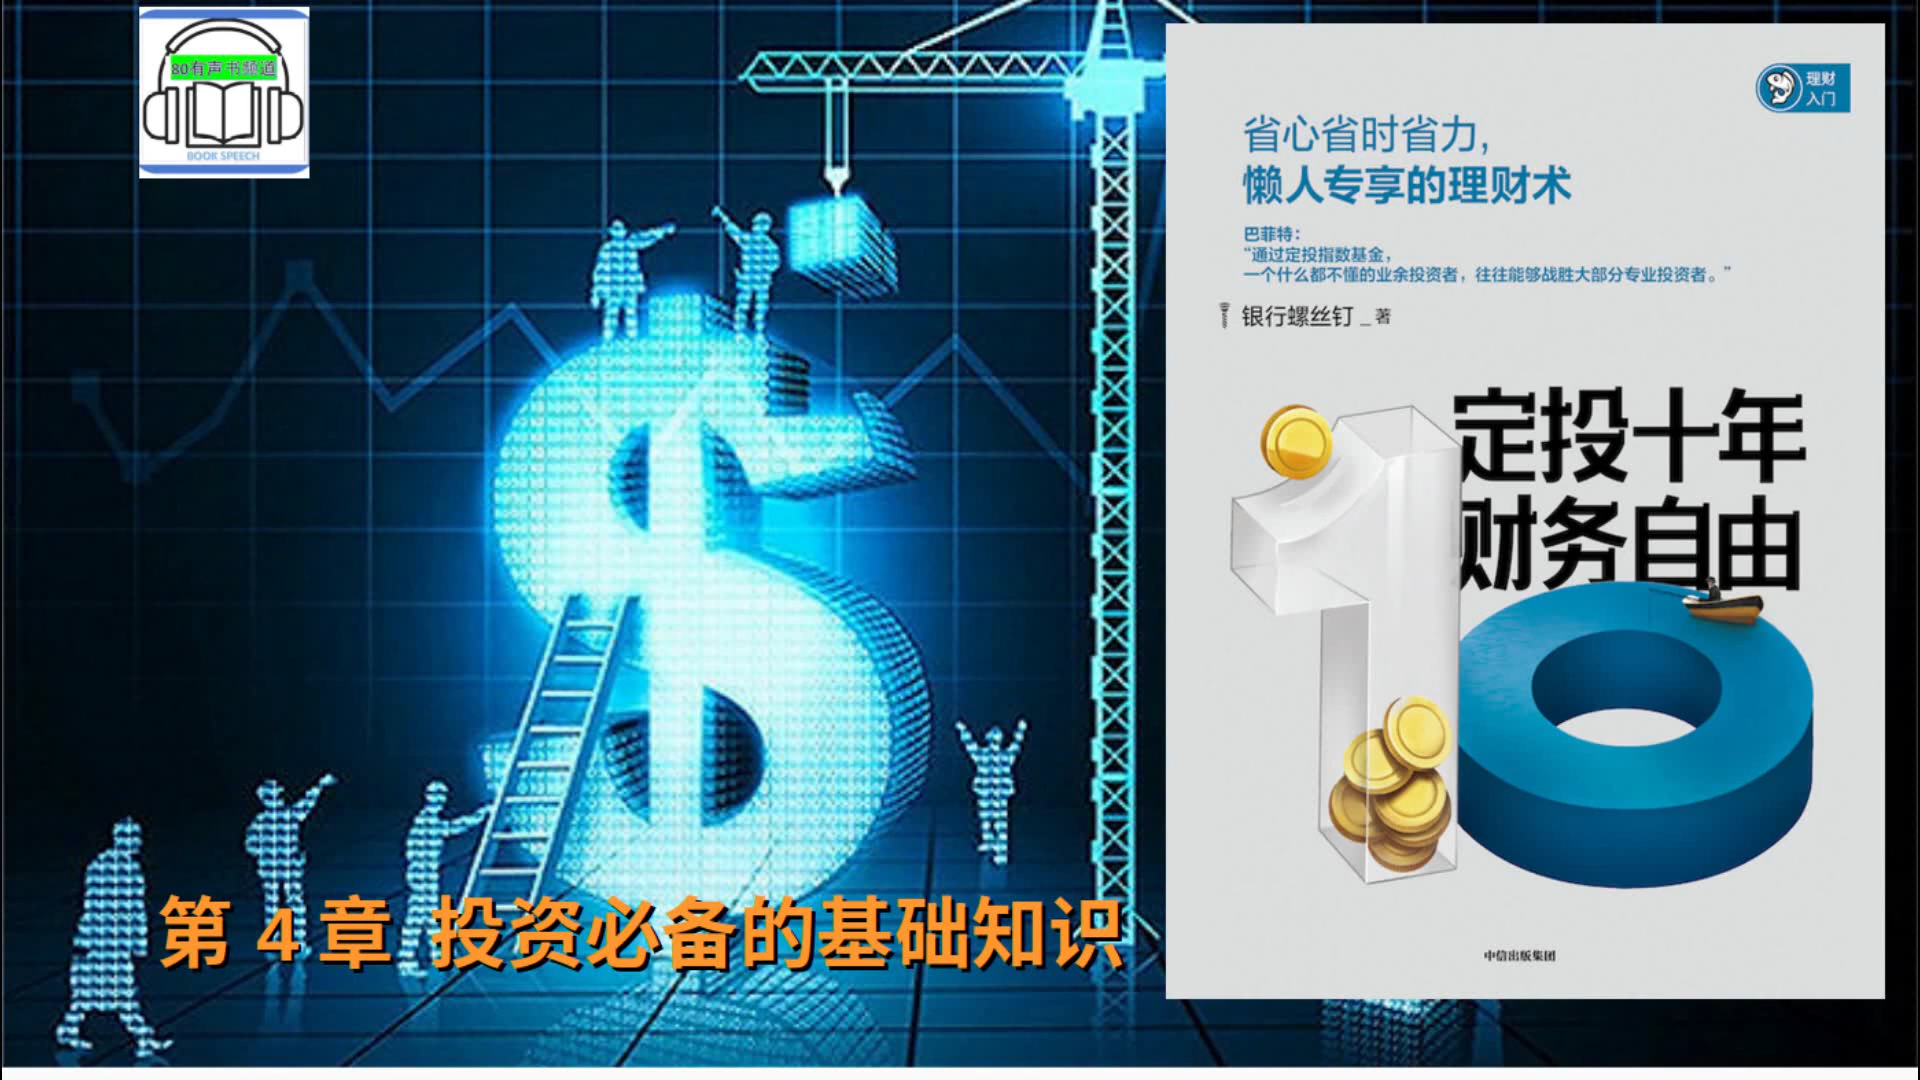 80有声书频道
BOOK SPEECH
理财
入门
省心省时省力，
懒人专享的理财术
巴菲特：
“通过定投指数基金，
一个什么都不懂的业余投资者，往往能够战胜大部分专业投资者。”
银行螺丝钉_著
定投十年
财务自由
中信出版集团
第 4 章 投资必备的基础知识